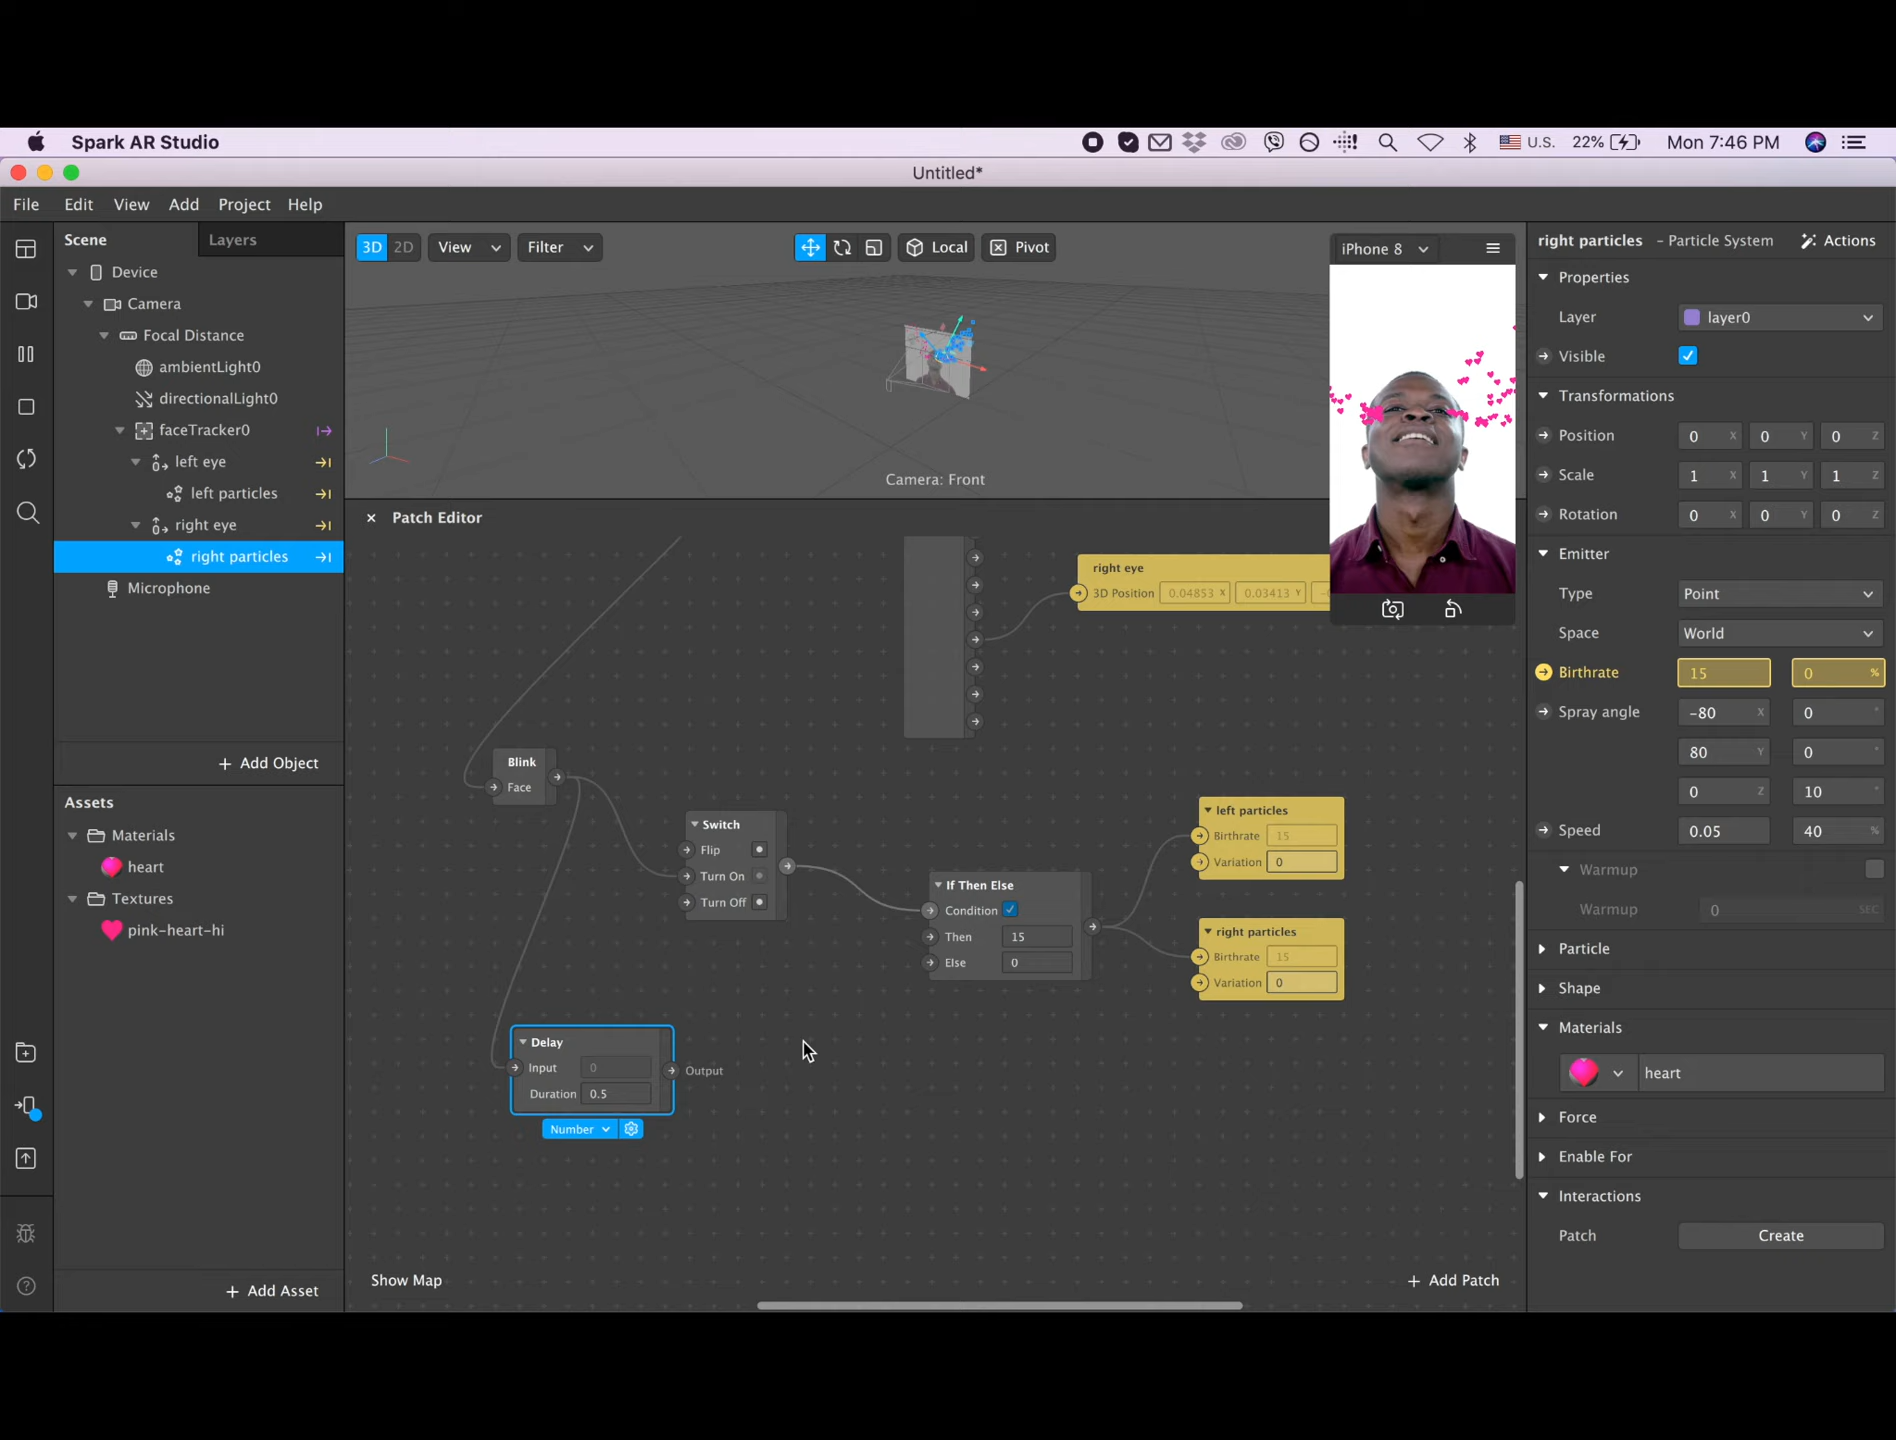 Spark AR Studio
U.S.
22%
Mon 7:46 PM
Untitled*
File Edit View Add Project Help
Scene
Layers
Device
Camera
Focal Distance
ambientLight0
directionalLight0
faceTracker0
left eye
left particles
right eye
right particles
Microphone
+ Add Object
Assets
Materials
heart
Textures
pink-heart-hi
+ Add Asset
3D 2D View Filter Local Pivot
Camera: Front
iPhone 8
Patch Editor
right eye
3D Position 0.04853 X 0.03413 Y
Blink
Face
Switch
Flip
Turn On
Turn Off
If Then Else
Condition
Then 15
Else 0
left particles
Birthrate 15
Variation 0
right particles
Birthrate 15
Variation 0
Delay
Input 0
Output
Duration 0.5
Number
Show Map
+ Add Patch
right particles - Particle System
Actions
Properties
Layer layer0
Visible
Transformations
Position 0 X 0 Y 0 Z
Scale 1 X 1 Y 1 Z
Rotation 0 X 0 Y 0 Z
Emitter
Type Point
Space World
Birthrate 15 0 %
Spray angle -80 X 0 °
80 Y 0 °
0 Z 10 °
Speed 0.05 40 %
Warmup
Warmup 0 SEC
Particle
Shape
Materials
heart
Force
Enable For
Interactions
Patch Create